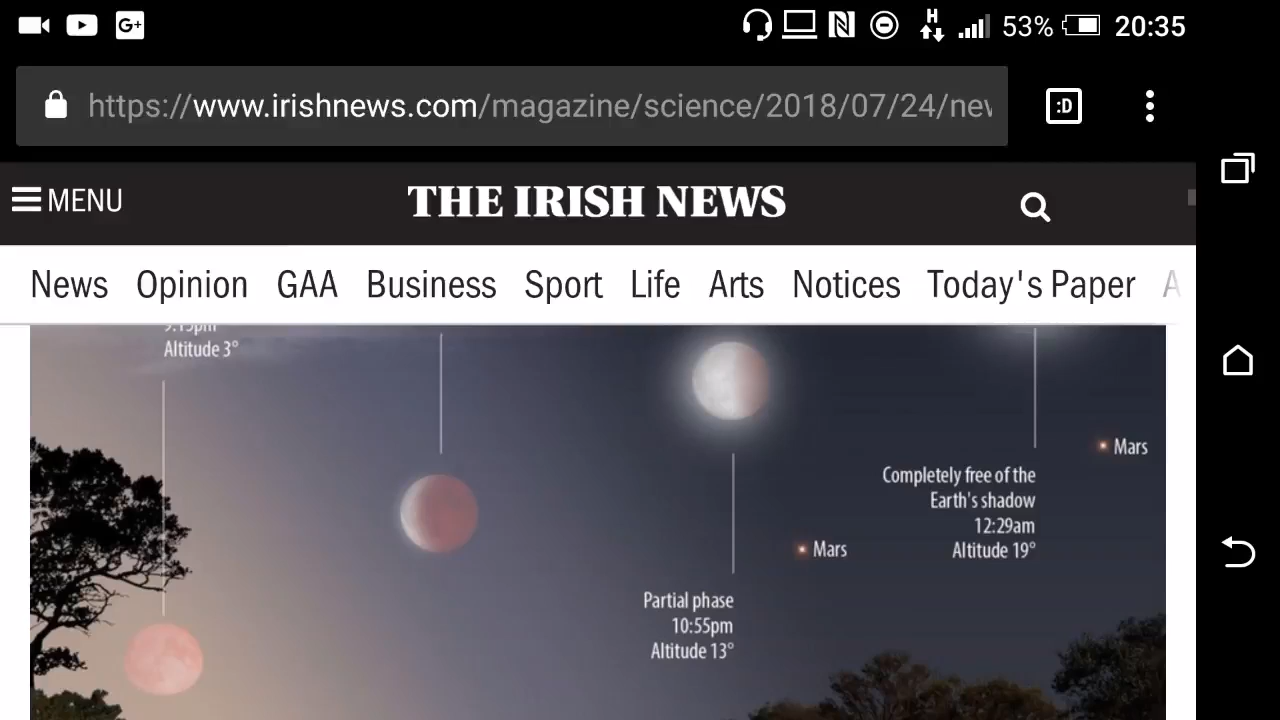 G+ H 53% 20:35
https://www.irishnews.com/magazine/science/2018/07/24/nev
:D
MENU
THE IRISH NEWS
News Opinion GAA Business Sport Life Arts Notices Today's Paper A
9:15pm
Altitude 3°
Mars
Completely free of the
Earth's shadow
12:29am
Altitude 19°
Mars
Partial phase
10:55pm
Altitude 13°